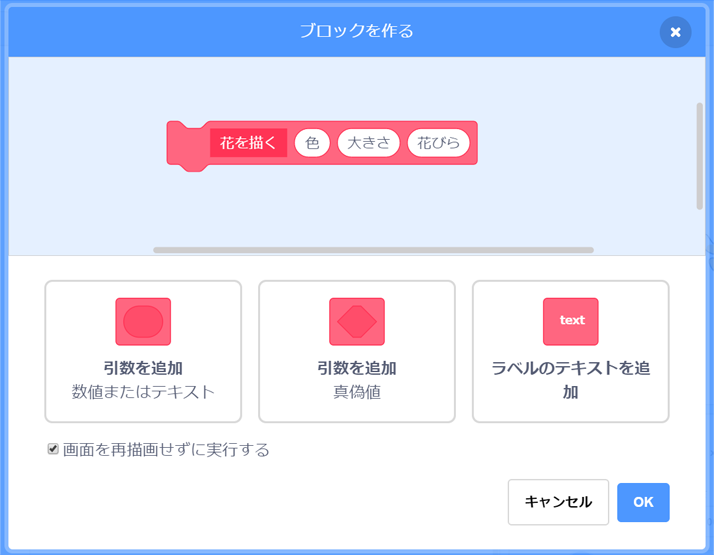 ブロックを作る
花を描く 色 大きさ 花びら
引数を追加
数値またはテキスト
引数を追加
真偽値
text
ラベルのテキストを追
加
画面を再描画せずに実行する
キャンセル OK